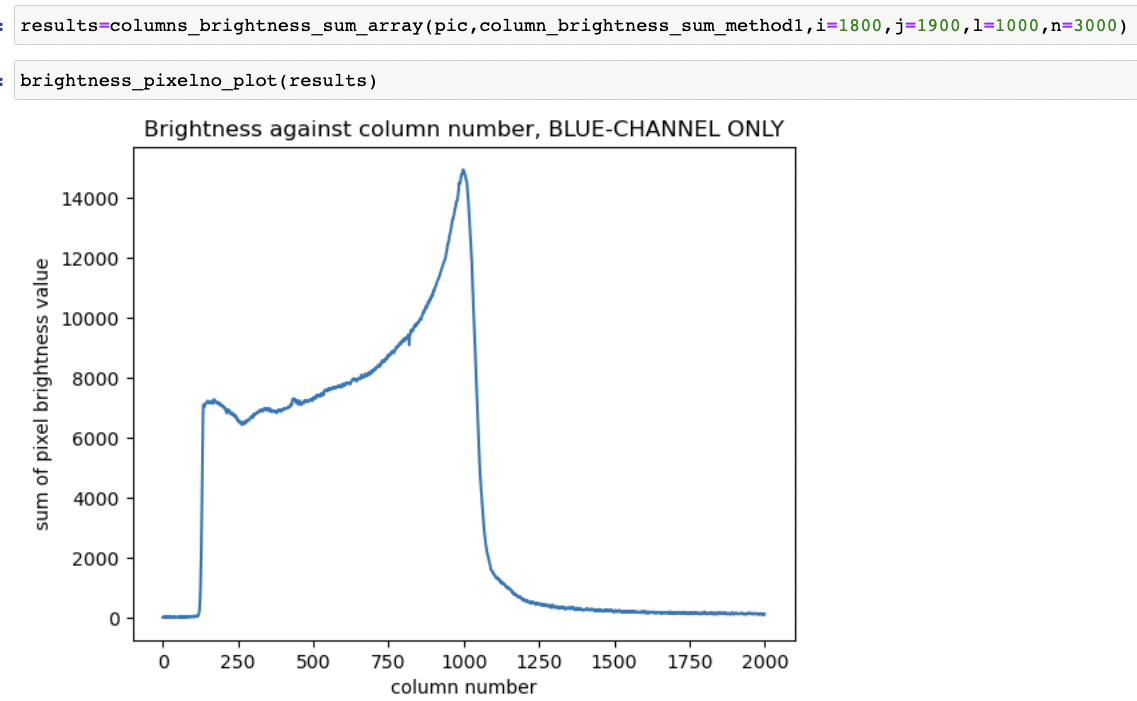 : results=columns_brightness_sum_array(pic,column_brightness_sum_method1,i=1800,j=1900,l=1000,n=3000)
: brightness_pixelno_plot(results)
Brightness against column number, BLUE-CHANNEL ONLY
14000
12000
10000
8000
6000
4000
2000
0
sum of pixel brightness value
0 250 500 750 1000 1250 1500 1750 2000
column number